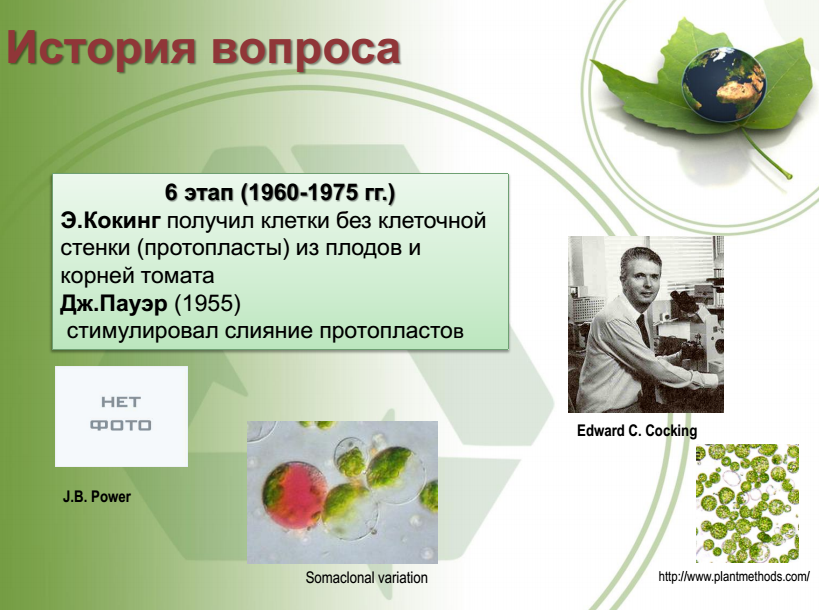 История вопроса
6 этап (1960-1975 гг.)
Э.Кокинг получил клетки без клеточной
стенки (протопласты) из плодов и
корней томата
Дж.Пауэр (1955)
стимулировал слияние протопластов
НЕТ
ФОТО
Edward C. Cocking
J.B. Power
Somaclonal variation
http://www.plantmethods.com/